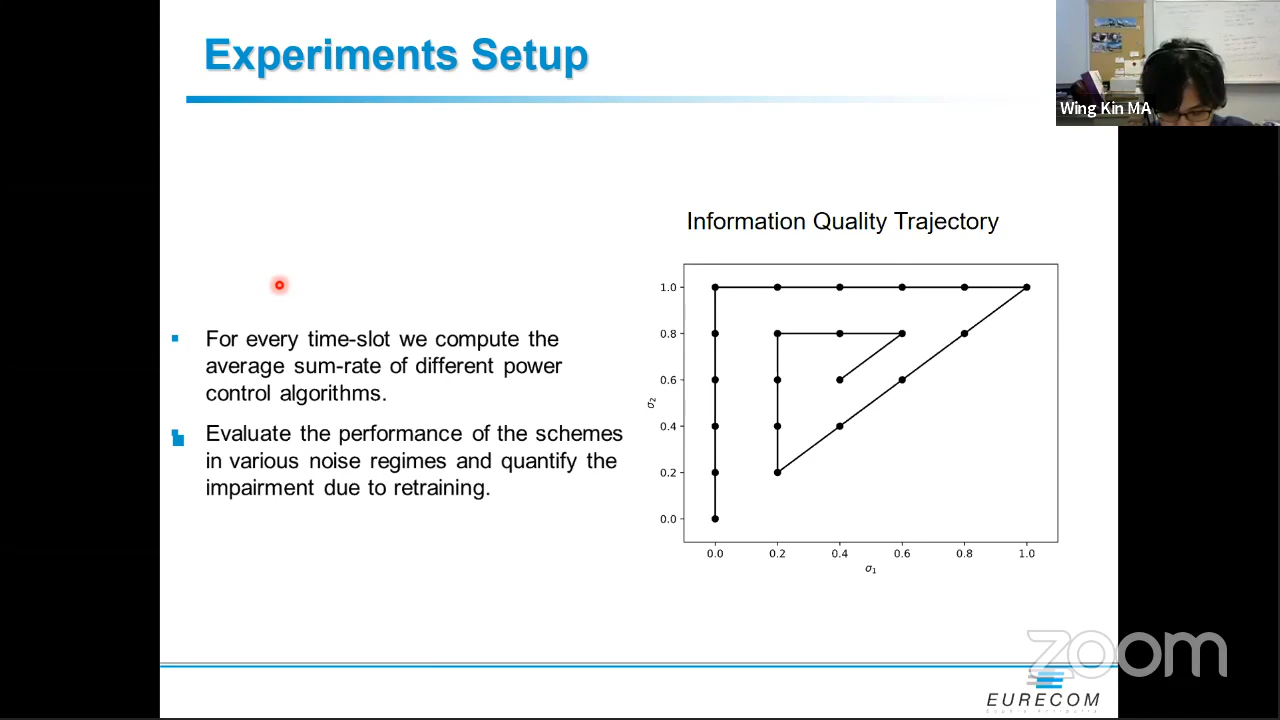 Experiments Setup
Wing Kin MA
Information Quality Trajectory
For every time-slot we compute the
average sum-rate of different power
control algorithms.
Evaluate the performance of the schemes
in various noise regimes and quantify the
impairment due to retraining.
1.0
0.8
0.6
0.4
0.2
0.0
σ₂
0.0 0.2 0.4 0.6 0.8 1.0
σ₁
zoom
EURECOM